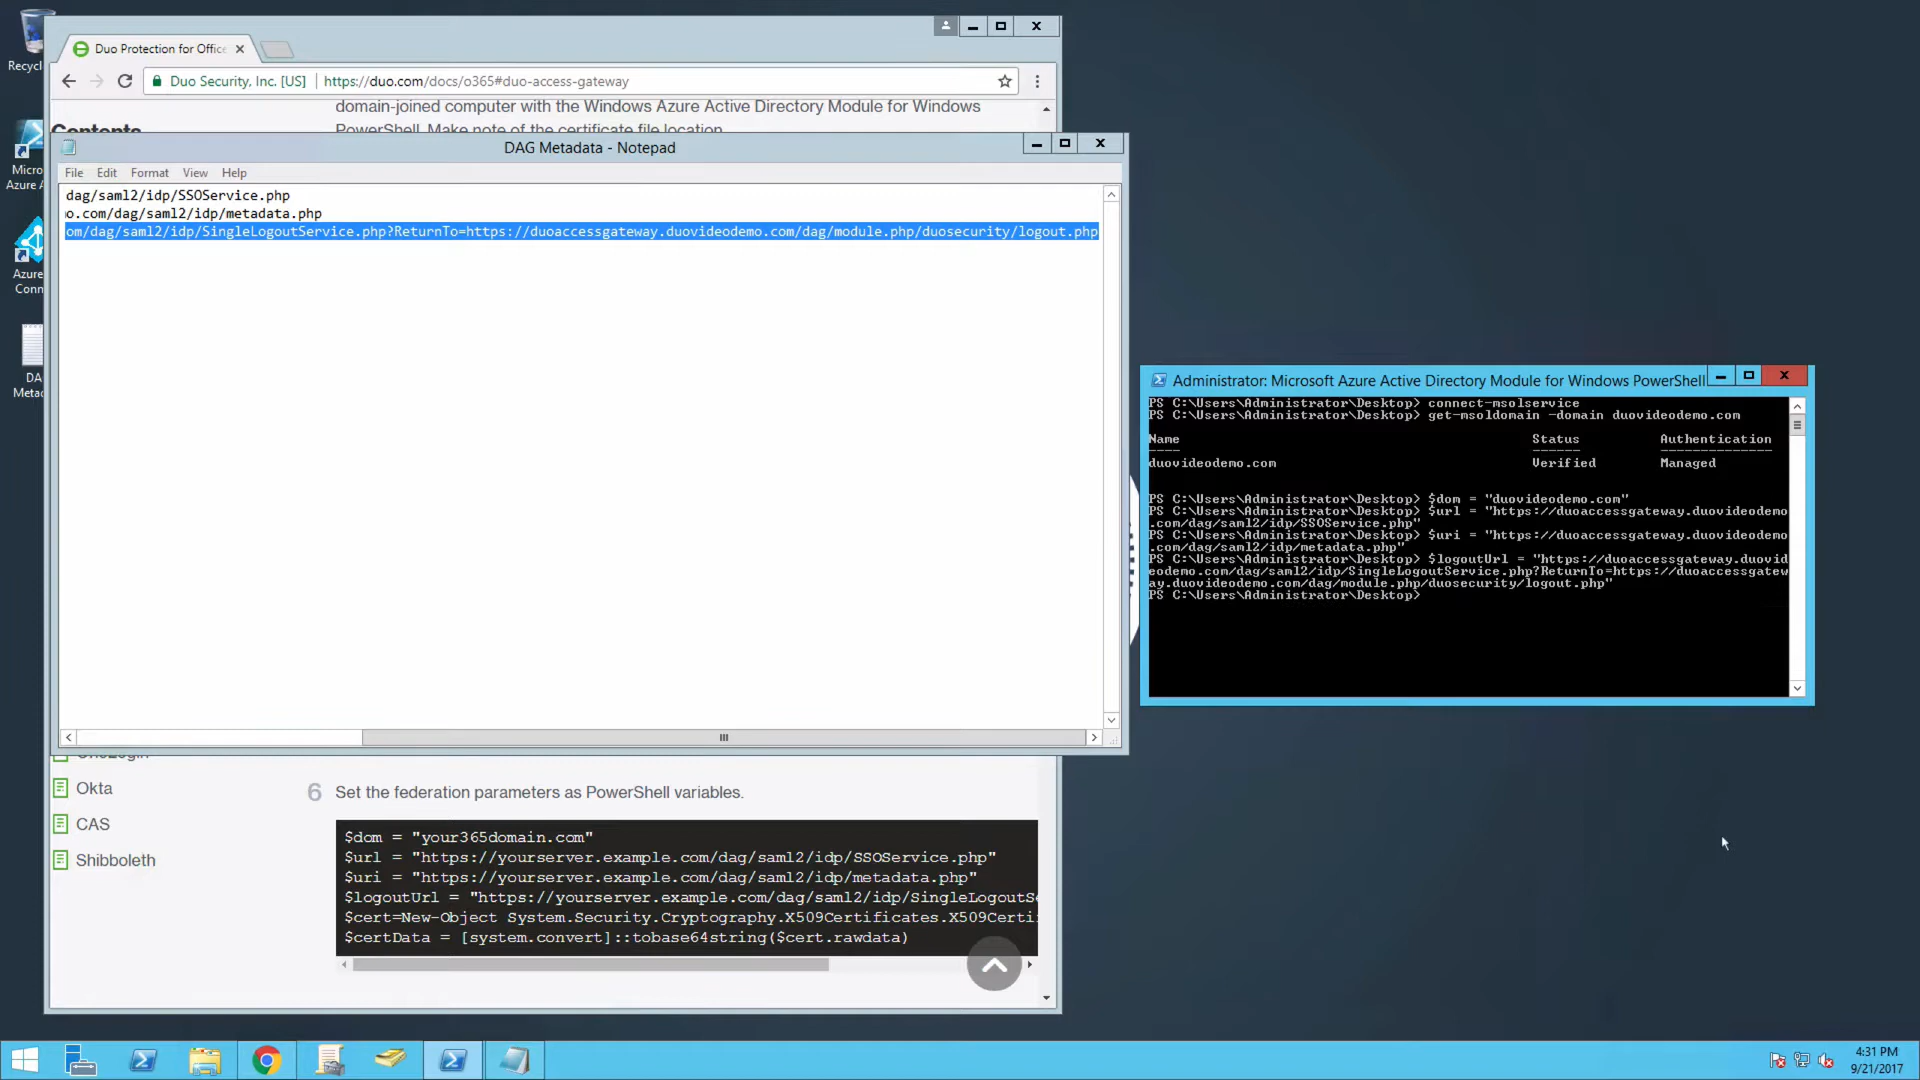 Recycl
Micro
Azure A
Azure
Conn
DA
Metad
Duo Protection for Office
Duo Security, Inc. [US]
https://duo.com/docs/o365#duo-access-gateway
Contents
domain-joined computer with the Windows Azure Active Directory Module for Windows
PowerShell. Make note of the certificate file location.
DAG Metadata - Notepad
File Edit Format View Help
dag/saml2/idp/SSOService.php
o.com/dag/saml2/idp/metadata.php
om/dag/saml2/idp/SingleLogoutService.php?ReturnTo=https://duoaccessgateway.duovideodemo.com/dag/module.php/duosecurity/logout.php
OneLogin
Okta
CAS
Shibboleth
6 Set the federation parameters as PowerShell variables.
$dom = "your365domain.com"
$url = "https://yourserver.example.com/dag/saml2/idp/SSOService.php"
$uri = "https://yourserver.example.com/dag/saml2/idp/metadata.php"
$logoutUrl = "https://yourserver.example.com/dag/saml2/idp/SingleLogoutSe
$cert=New-Object System.Security.Cryptography.X509Certificates.X509Certi
$certData = [system.convert]::tobase64string($cert.rawdata)
Administrator: Microsoft Azure Active Directory Module for Windows PowerShell
PS C:\Users\Administrator\Desktop> connect-msolservice
PS C:\Users\Administrator\Desktop> get-msoldomain -domain duovideodemo.com
Name Status Authentication
---- ------ --------------
duovideodemo.com Verified Managed
PS C:\Users\Administrator\Desktop> $dom = "duovideodemo.com"
PS C:\Users\Administrator\Desktop> $url = "https://duoaccessgateway.duovideodemo
.com/dag/saml2/idp/SSOService.php"
PS C:\Users\Administrator\Desktop> $uri = "https://duoaccessgateway.duovideodemo
.com/dag/saml2/idp/metadata.php"
PS C:\Users\Administrator\Desktop> $logoutUrl = "https://duoaccessgateway.duovid
eodemo.com/dag/saml2/idp/SingleLogoutService.php?ReturnTo=https://duoaccessgatew
ay.duovideodemo.com/dag/module.php/duosecurity/logout.php"
PS C:\Users\Administrator\Desktop>
4:31 PM
9/21/2017